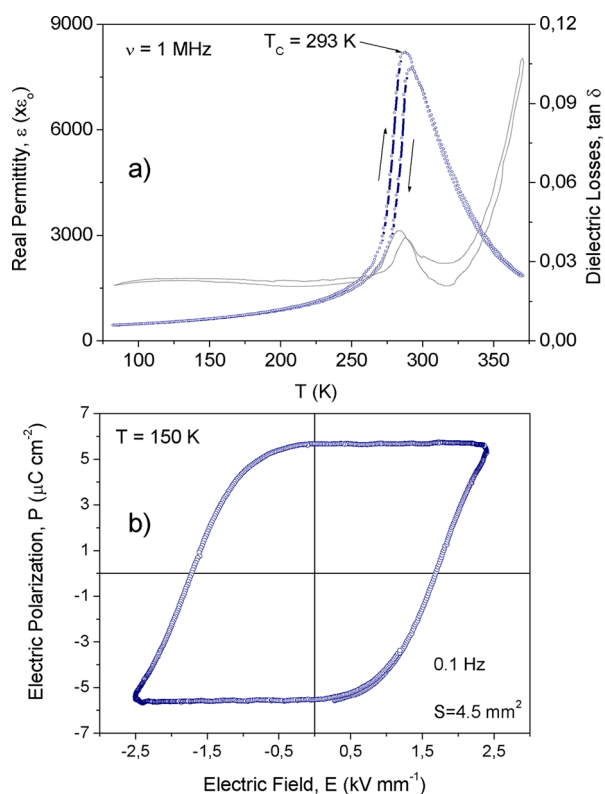 9000
6000
3000
0
Real Permittity, ε (xε₀)
ν = 1 MHz
T_C = 293 K
a)
0,12
0,09
0,06
0,03
0,00
Dielectric Losses, tan δ
100 150 200 250 300 350
T (K)
7
5
3
1
-1
-3
-5
-7
Electric Polarization, P (μC cm⁻²)
T = 150 K
b)
0.1 Hz
S=4.5 mm²
-2,5 -1,5 -0,5 0,5 1,5 2,5
Electric Field, E (kV mm⁻¹)